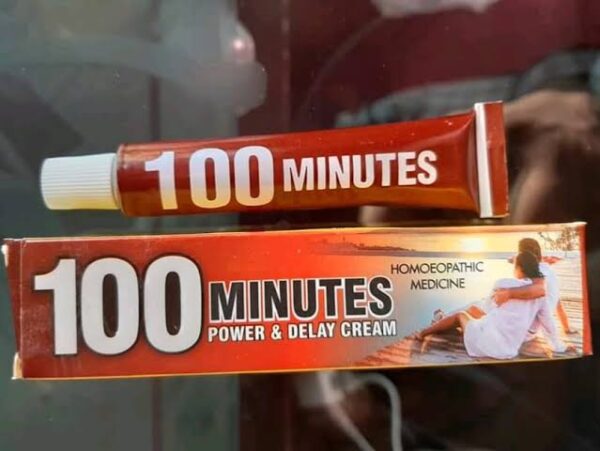 100 MINUTES
100 MINUTES
POWER & DELAY CREAM
HOMOEOPATHIC
MEDICINE